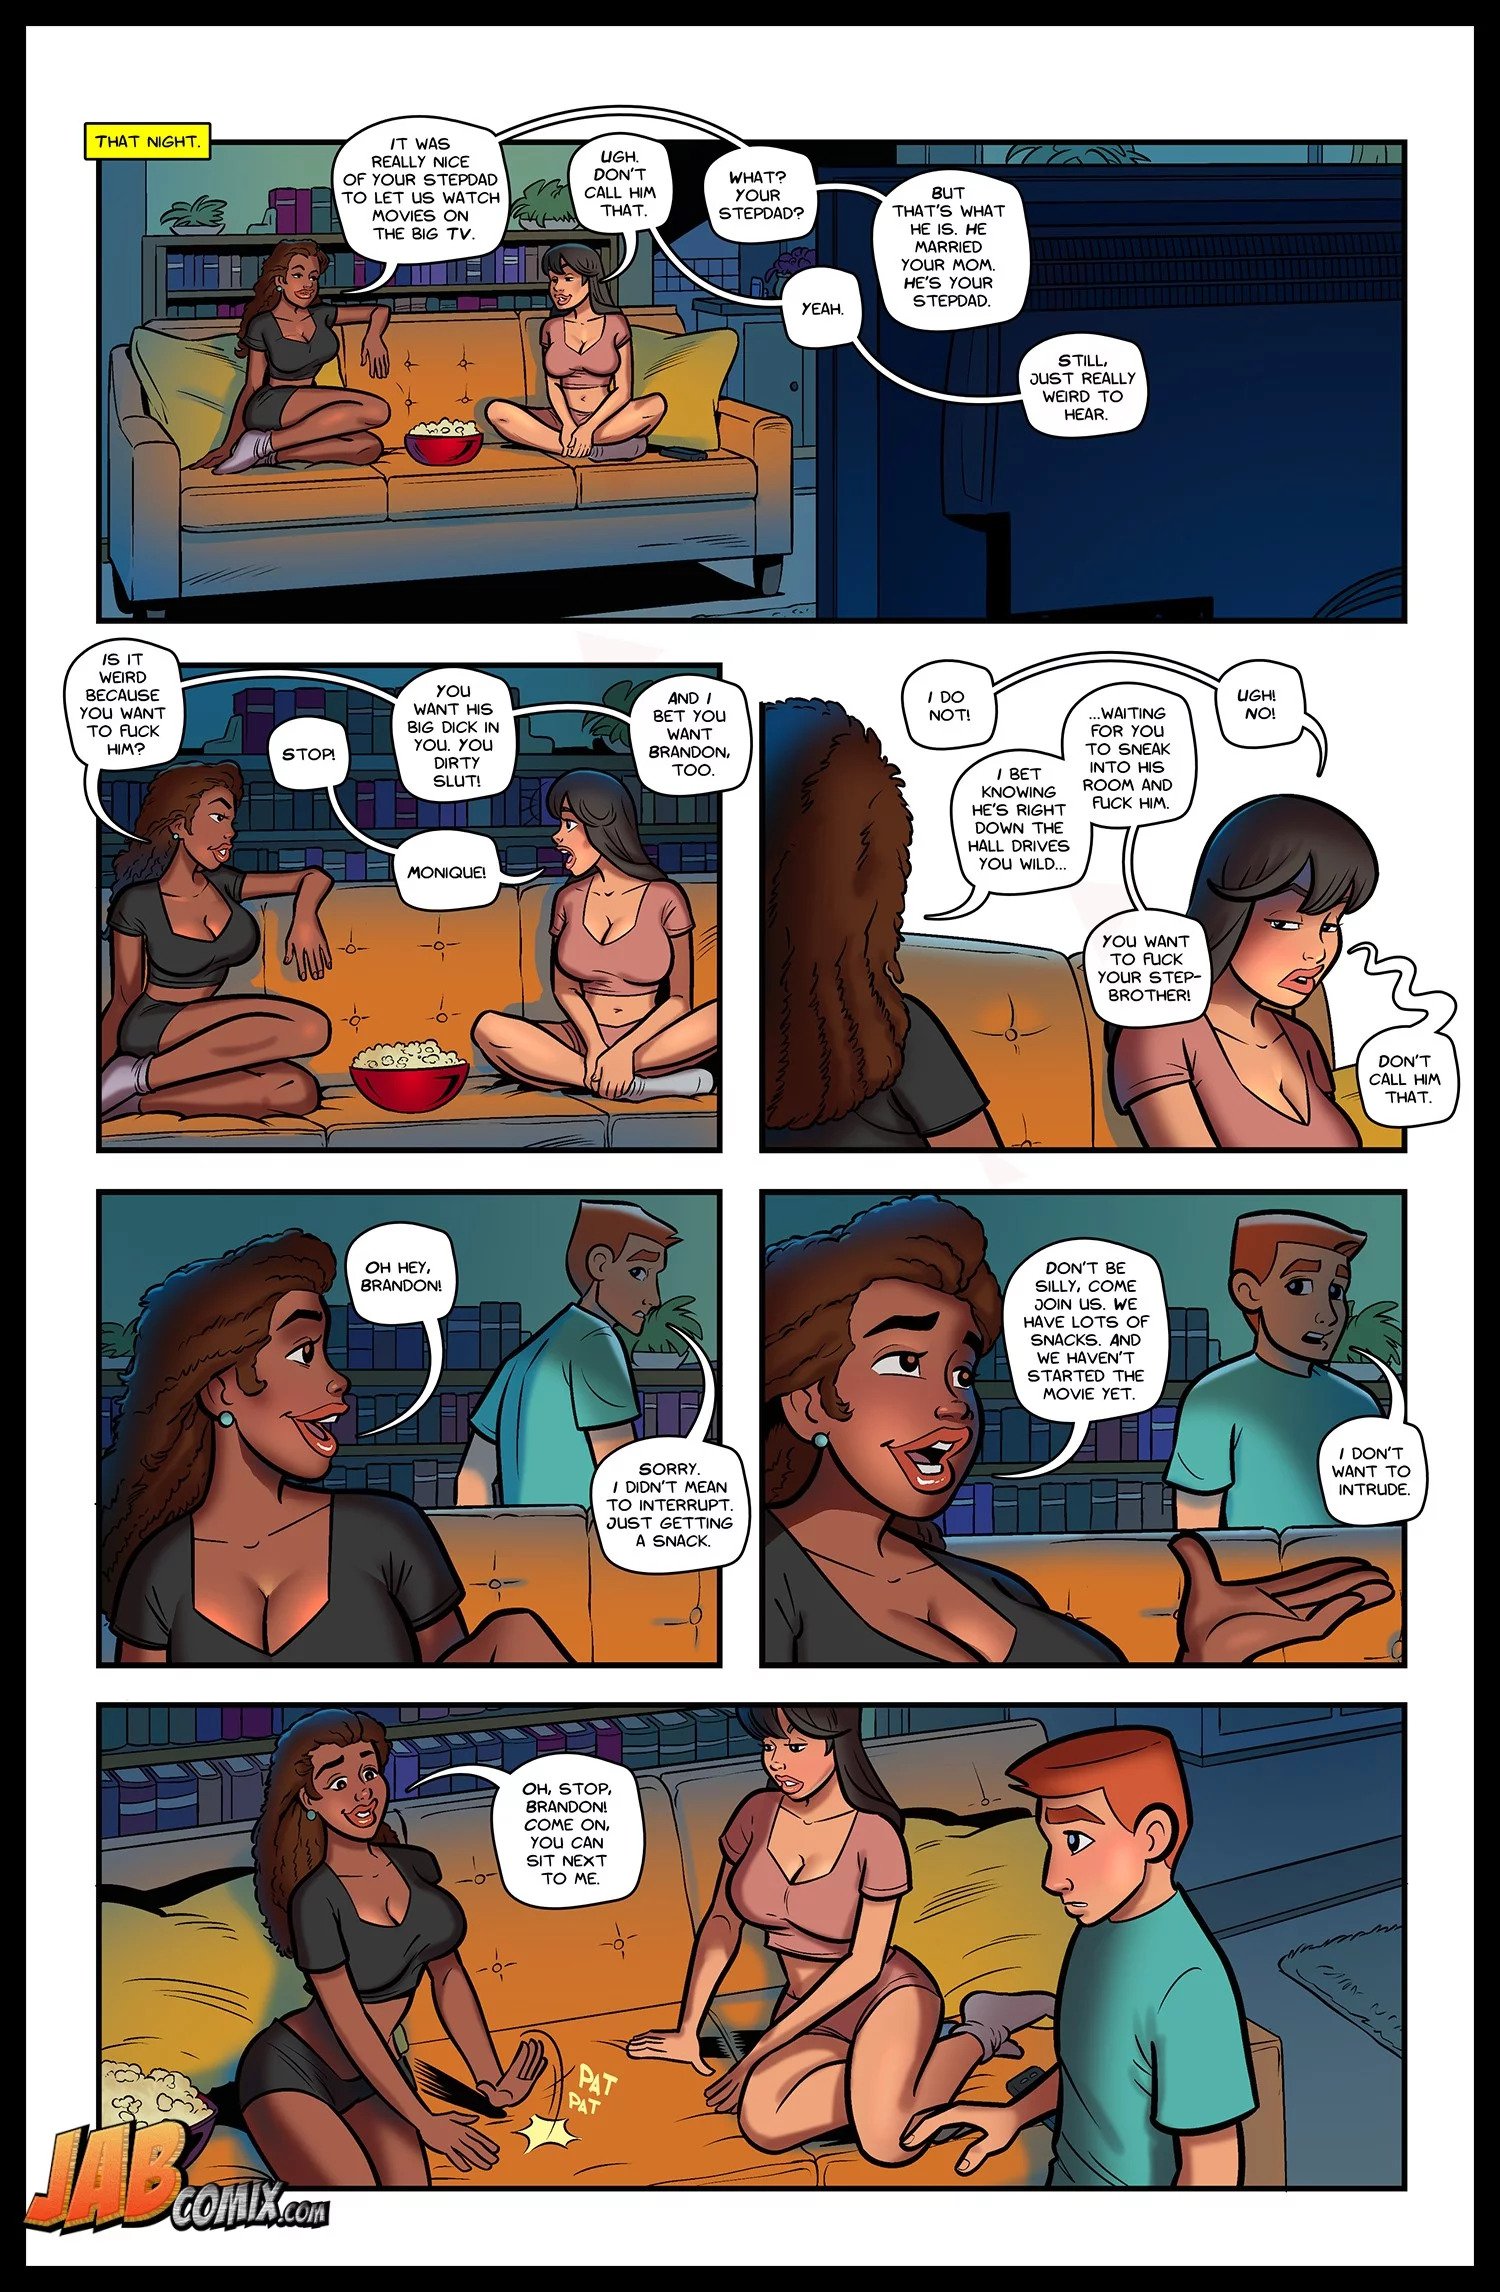 THAT NIGHT.
IT WAS
REALLY NICE
OF YOUR STEPDAD
TO LET US WATCH
MOVIES ON
THE BIG TV.
UGH.
DON'T
CALL HIM
THAT.
WHAT?
YOUR
STEPDAD?
YEAH.
BUT
THAT'S WHAT
HE IS. HE
MARRIED
YOUR MOM.
HE'S YOUR
STEPDAD.
STILL,
JUST REALLY
WEIRD TO
HEAR.
IS IT
WEIRD
BECAUSE
YOU WANT
TO FUCK
HIM?
STOP!
YOU
WANT HIS
BIG DICK IN
YOU. YOU
DIRTY
SLUT!
MONIQUE!
AND I
BET YOU
WANT
BRANDON,
TOO.
I DO
NOT!
I BET
KNOWING
HE'S RIGHT
DOWN THE
HALL DRIVES
YOU WILD...
...WAITING
FOR YOU
TO SNEAK
INTO HIS
ROOM AND
FUCK HIM.
UGH!
NO!
YOU WANT
TO FUCK
YOUR STEP-
BROTHER!
DON'T
CALL HIM
THAT.
OH HEY,
BRANDON!
SORRY.
I DIDN'T MEAN
TO INTERRUPT.
JUST GETTING
A SNACK.
DON'T BE
SILLY, COME
JOIN US. WE
HAVE LOTS OF
SNACKS. AND
WE HAVEN'T
STARTED THE
MOVIE YET.
I DON'T
WANT TO
INTRUDE.
OH, STOP,
BRANDON!
COME ON,
YOU CAN
SIT NEXT
TO ME.
PAT
PAT
JAB
COMIX.COM